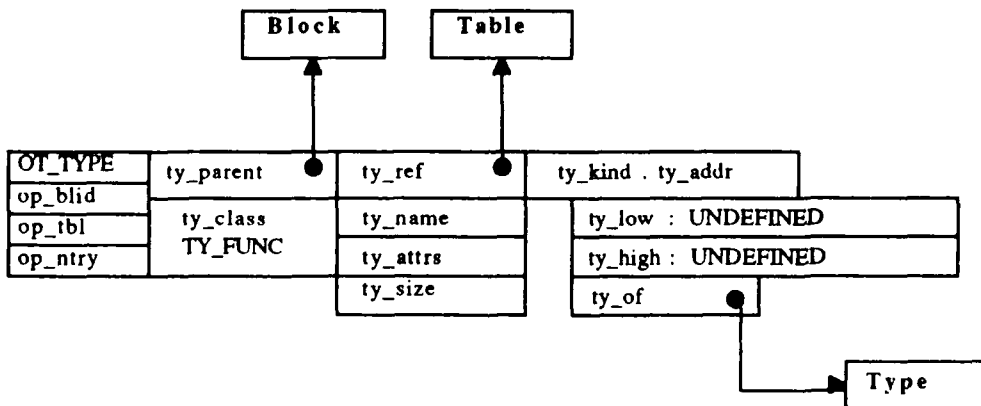 Block
Table
OT_TYPE
op_blid
op_tbl
op_ntry
ty_parent
ty_class
TY_FUNC
ty_ref
ty_name
ty_attrs
ty_size
ty_kind . ty_addr
ty_low : UNDEFINED
ty_high : UNDEFINED
ty_of
Type